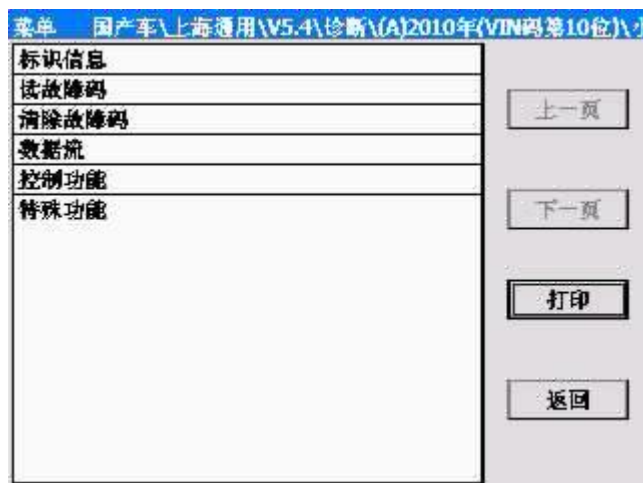 菜单 国产车\上海通用\V5.4\诊断\(A)2010年(VIN码第10位)\
标识信息
读故障码
清除故障码
数据流
控制功能
特殊功能
上一页
下一页
打印
返回